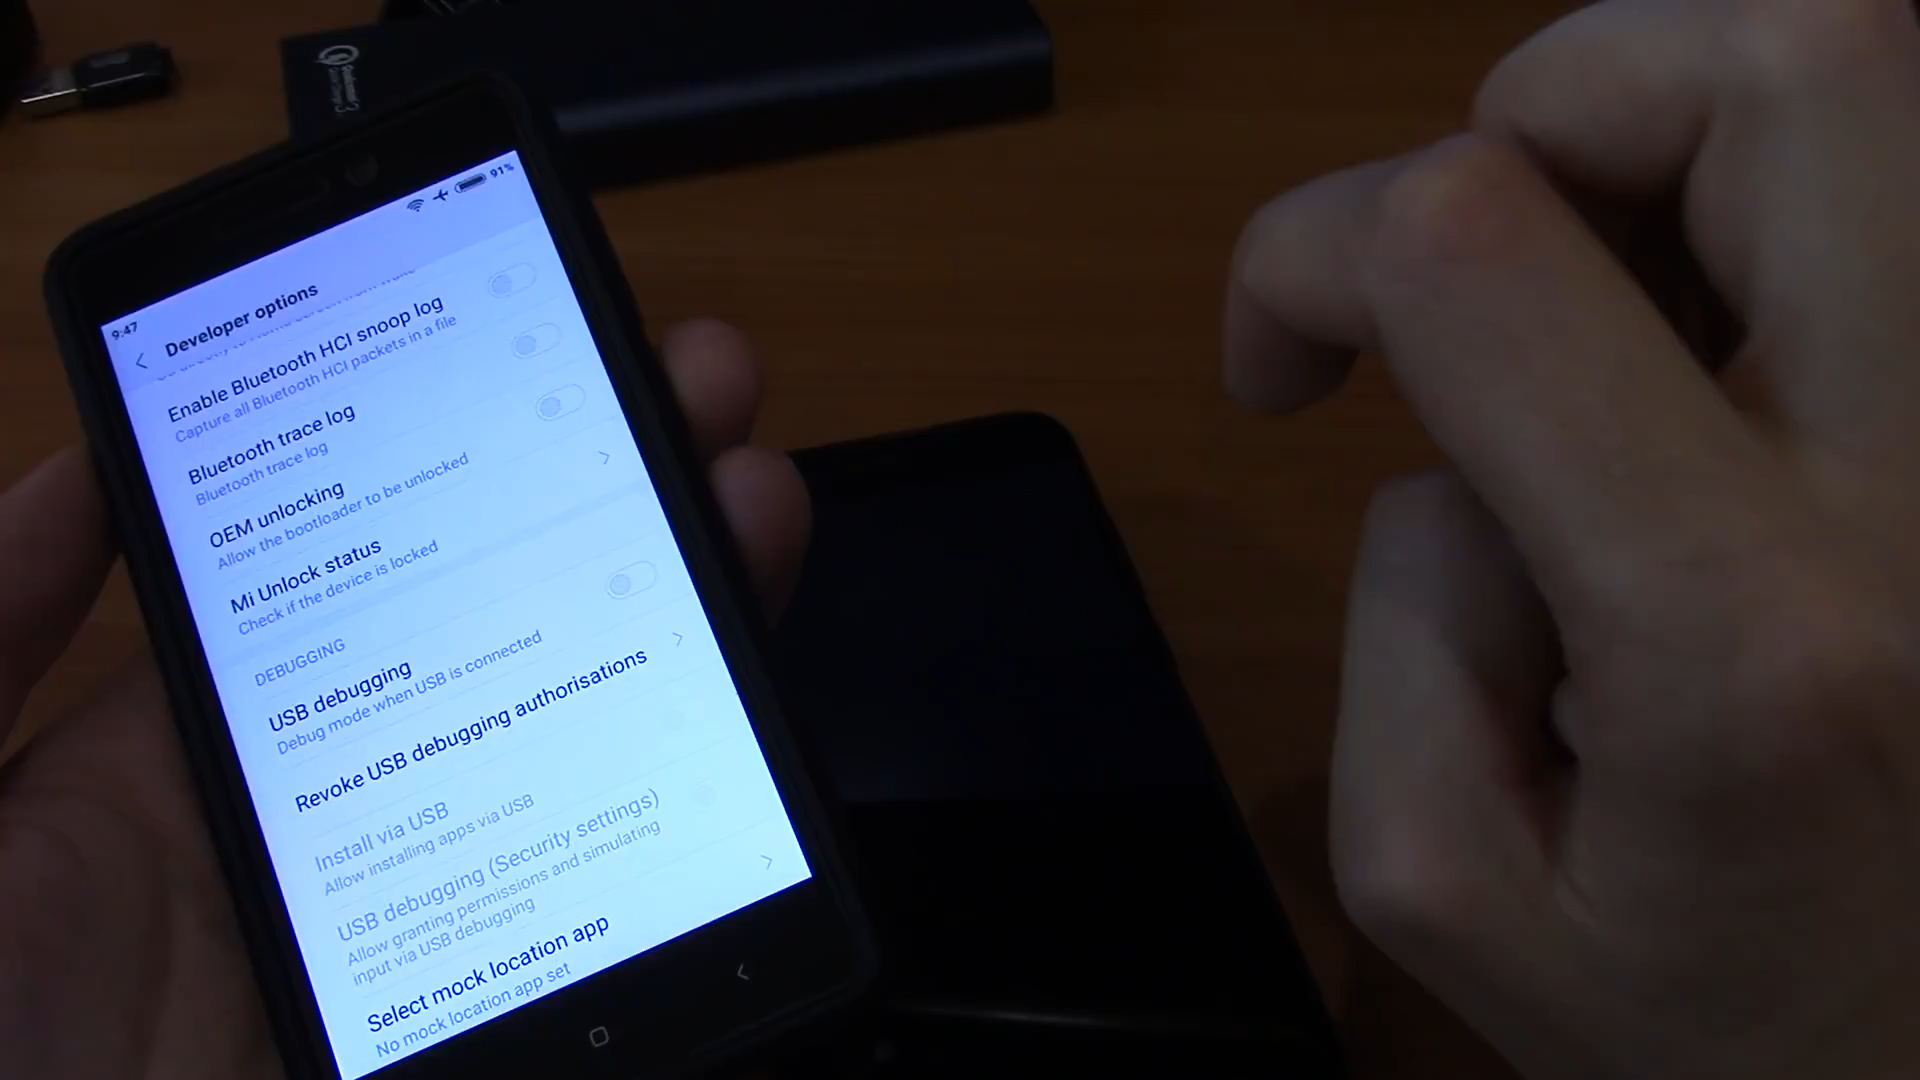 9:47
91%
Developer options
Enable Bluetooth HCI snoop log
Capture all Bluetooth HCI packets in a file
Bluetooth trace log
Bluetooth trace log
OEM unlocking
Allow the bootloader to be unlocked
Mi Unlock status
Check if the device is locked
DEBUGGING
USB debugging
Debug mode when USB is connected
Revoke USB debugging authorisations
Install via USB
Allow installing apps via USB
USB debugging (Security settings)
Allow granting permissions and simulating
input via USB debugging
Select mock location app
No mock location app set